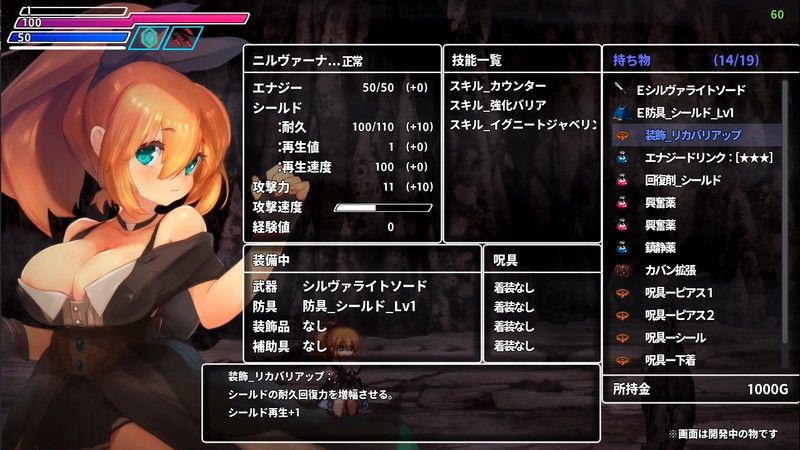 1
100
50
60
ニルヴァーナ...正常
エナジー 50/50 (+0)
シールド
:耐久 100/110 (+10)
:再生値 1 (+0)
:再生速度 100 (+0)
攻撃力 11 (+10)
攻撃速度
経験値 0
技能一覧
スキル_カウンター
スキル_強化バリア
スキル_イグニートジャベリン
持ち物 (14/19)
Eシルヴァライトソード
E防具_シールド_Lv1
装飾_リカバリアップ
エナジードリンク:[★★★]
回復剤_シールド
興奮薬
興奮薬
鎮静薬
カバン拡張
呪具ーピアス1
呪具ーピアス2
呪具ーシール
呪具ー下着
所持金 1000G
装備中
武器 シルヴァライトソード
防具 防具_シールド_Lv1
装飾品 なし
補助具 なし
呪具
着装なし
着装なし
着装なし
着装なし
装飾_リカバリアップ:
シールドの耐久回復力を増幅させる。
シールド再生+1
※画面は開発中の物です